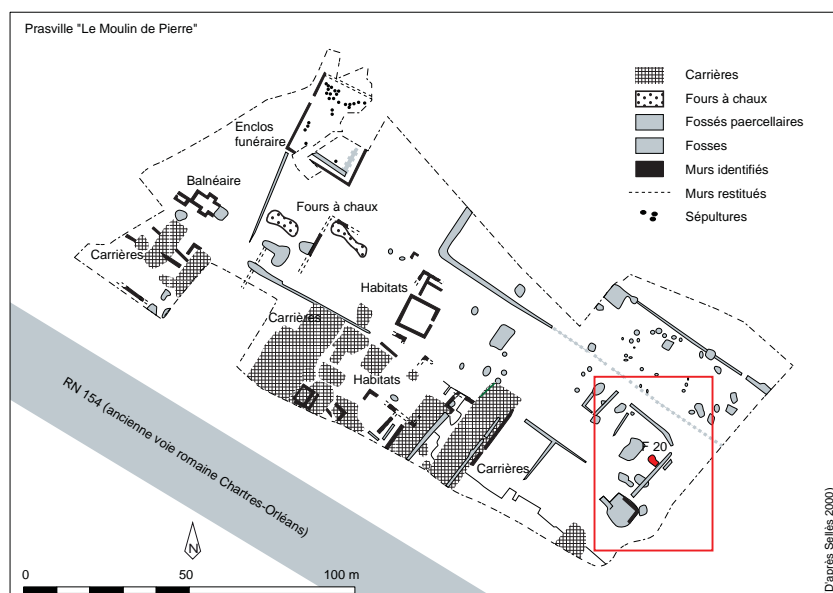 Prasville "Le Moulin de Pierre"
Carrières
Fours à chaux
Fossés paercellaires
Fosses
Murs identifiés
Murs restitués
Sépultures
Enclos
funéraire
Balnéaire
Fours à chaux
Carrières
Habitats
Carrières
Habitats
F 20
Carrières
RN 154 (ancienne voie romaine Chartres-Orléans)
N
0 50 100 m
D'après Sellès 2000)